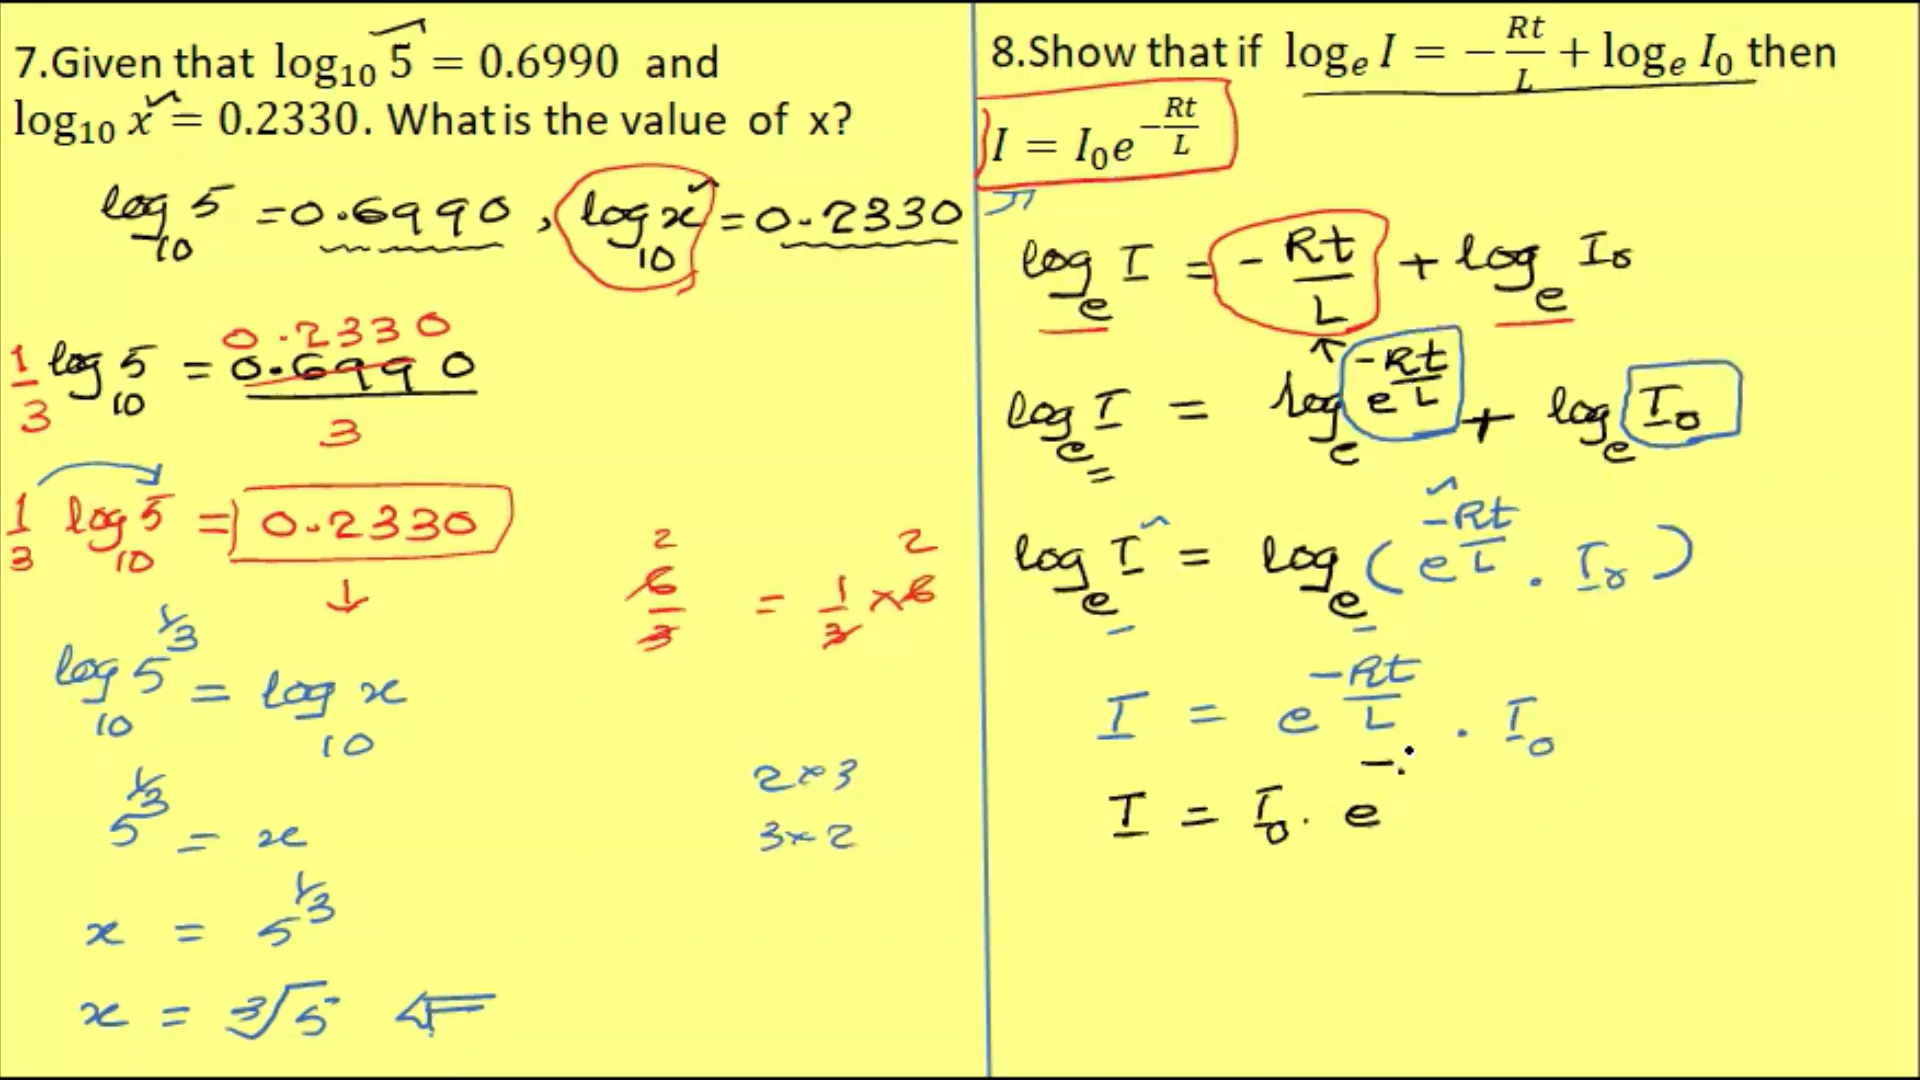 7.Given that log₁₀ 5 = 0.6990 and
log₁₀ x = 0.2330. What is the value of x?
log₁₀ 5 = 0.6990 , log₁₀ x = 0.2330
0.2330
1/3 log₁₀ 5 = 0.6990/3
1/3 log₁₀ 5 = 0.2330
6/3 = 1/3 × 6
2 2
log₁₀ 5^(1/3) = log₁₀ x
2×3
3×2
5^(1/3) = x
x = 5^(1/3)
x = ∛5
8.Show that if logₑ I = −Rt/L + logₑ I₀ then
I = I₀e^(−Rt/L)
logₑ I = −Rt/L + logₑ I₀
logₑ I = logₑ e^(−Rt/L) + logₑ I₀
logₑ I = logₑ (e^(−Rt/L) . I₀)
I = e^(−Rt/L) . I₀
I = I₀ . e^−